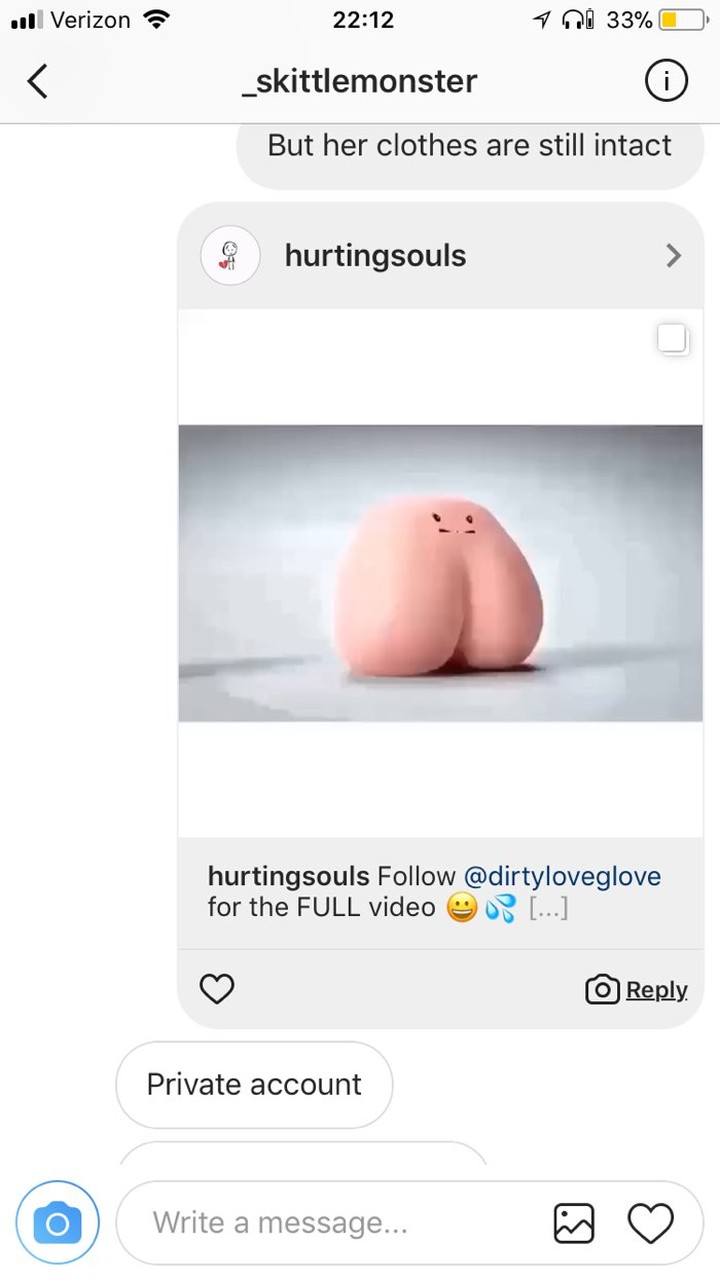 Verizon 22:12 33%
_skittlemonster
But her clothes are still intact
hurtingsouls
hurtingsouls Follow @dirtyloveglove
for the FULL video 😀 💦 [...]
Reply
Private account
Write a message...